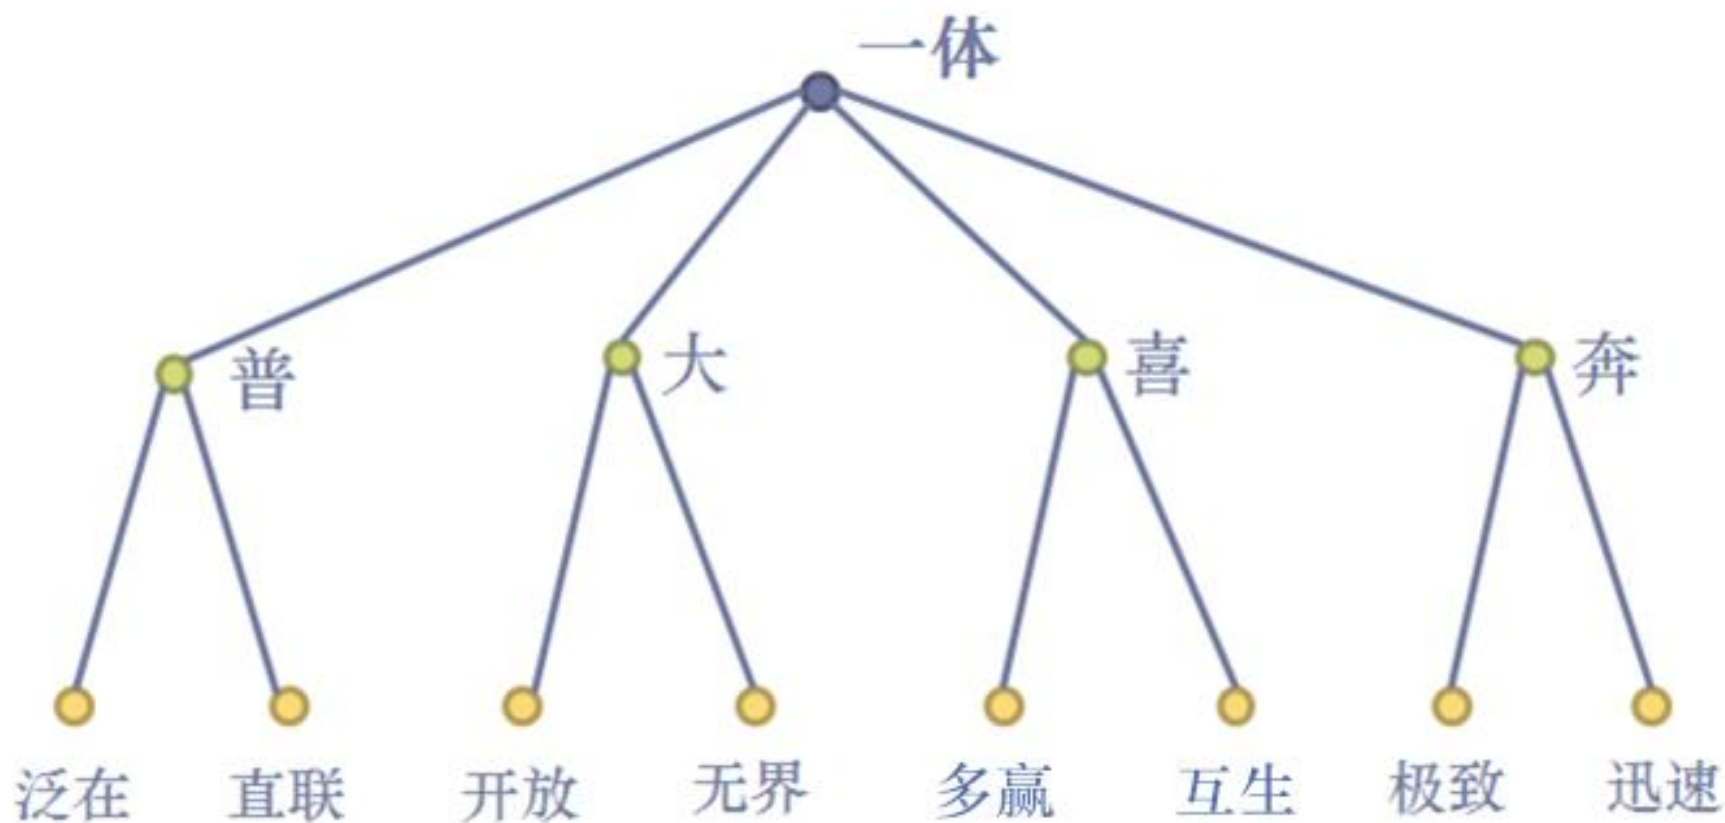 一体
普 大 喜 奔
泛在 直联 开放 无界 多赢 互生 极致 迅速